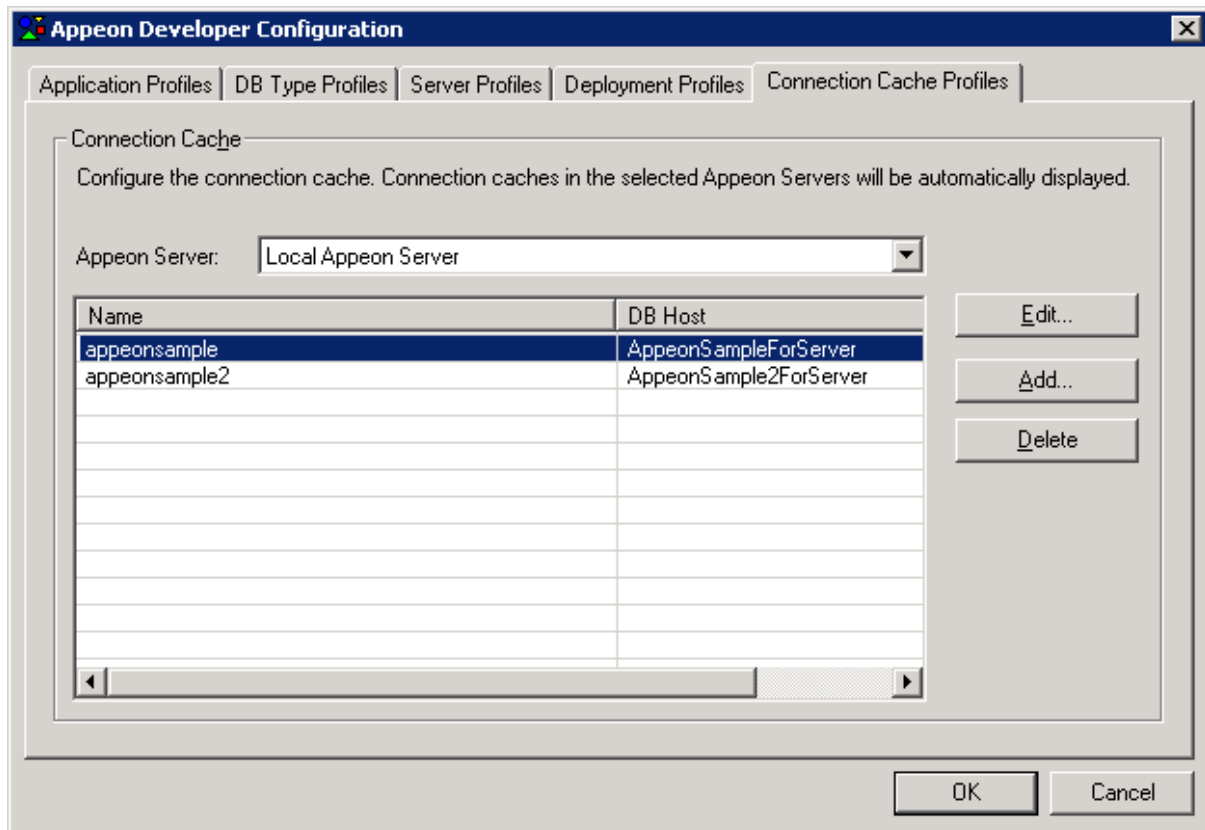 Appeon Developer Configuration
Application Profiles DB Type Profiles Server Profiles Deployment Profiles Connection Cache Profiles
Connection Cache
Configure the connection cache. Connection caches in the selected Appeon Servers will be automatically displayed.
Appeon Server: Local Appeon Server
Name DB Host Edit...
appeonsample AppeonSampleForServer
appeonsample2 AppeonSample2ForServer Add...
Delete
OK Cancel